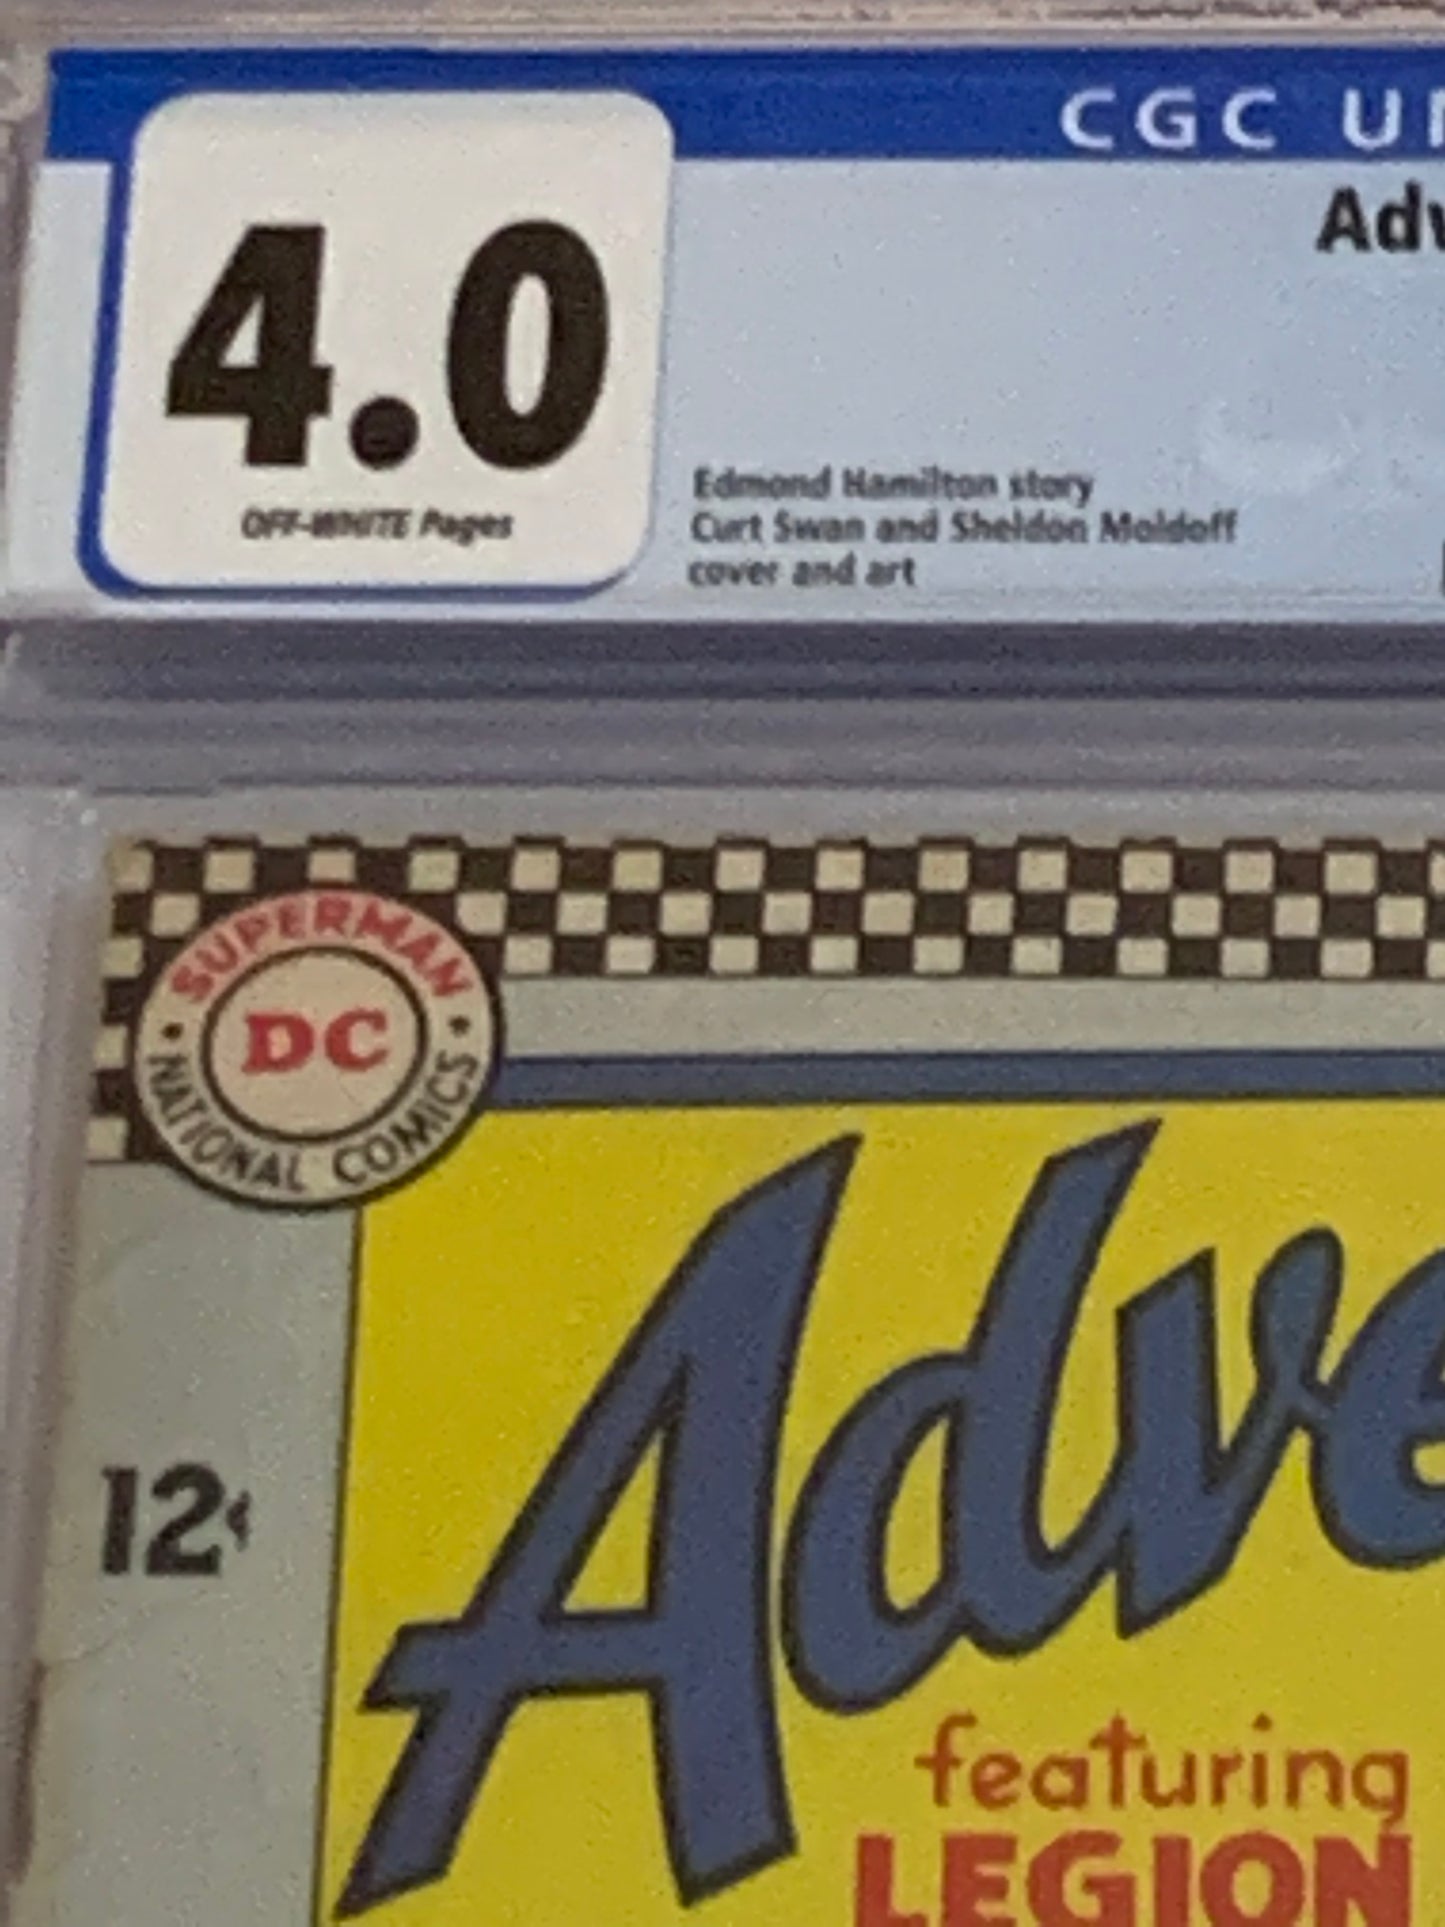 CGC UN
Adv
4.0
OFF-WHITE Pages
Edmond Hamilton story
Curt Swan and Sheldon Moldoff
cover and art
SUPERMAN
DC
NATIONAL COMICS
12¢
Adve
featuring
LEGION